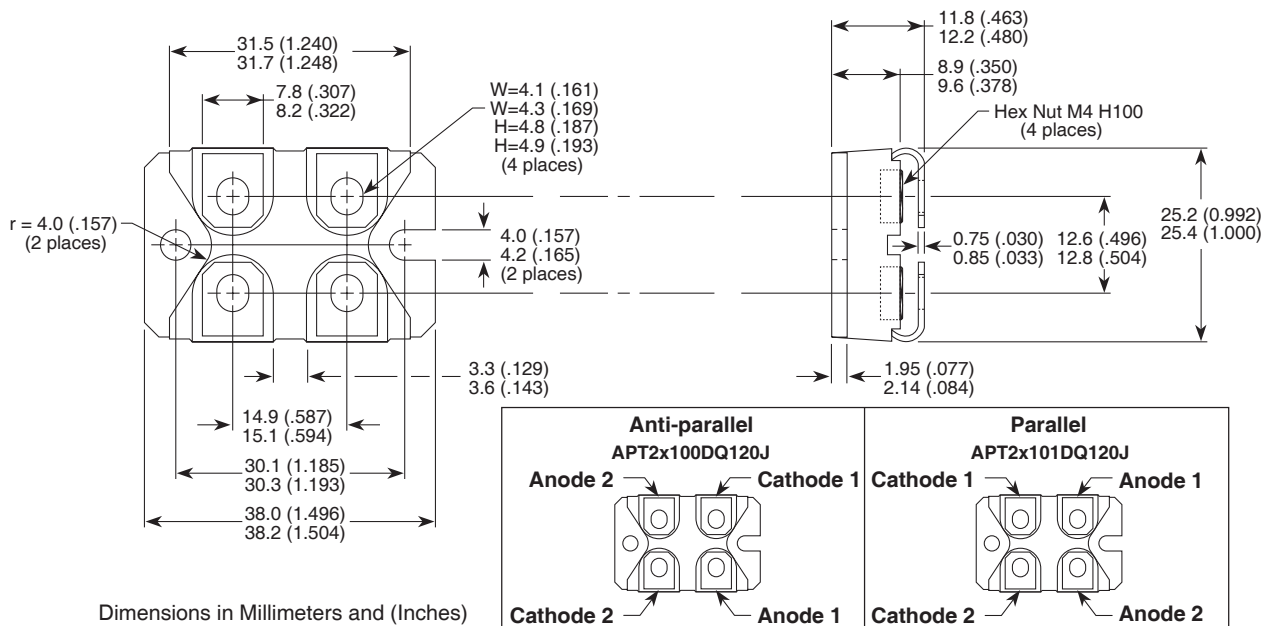 31.5 (1.240)
31.7 (1.248)
7.8 (.307)
8.2 (.322)
W=4.1 (.161)
W=4.3 (.169)
H=4.8 (.187)
H=4.9 (.193)
(4 places)
r = 4.0 (.157)
(2 places)
4.0 (.157)
4.2 (.165)
(2 places)
3.3 (.129)
3.6 (.143)
14.9 (.587)
15.1 (.594)
30.1 (1.185)
30.3 (1.193)
38.0 (1.496)
38.2 (1.504)
11.8 (.463)
12.2 (.480)
8.9 (.350)
9.6 (.378)
Hex Nut M4 H100
(4 places)
0.75 (.030)
0.85 (.033)
12.6 (.496)
12.8 (.504)
25.2 (0.992)
25.4 (1.000)
1.95 (.077)
2.14 (.084)
Anti-parallel
APT2x100DQ120J
Anode 2
Cathode 1
Cathode 2
Anode 1
Parallel
APT2x101DQ120J
Cathode 1
Anode 1
Cathode 2
Anode 2
Dimensions in Millimeters and (Inches)